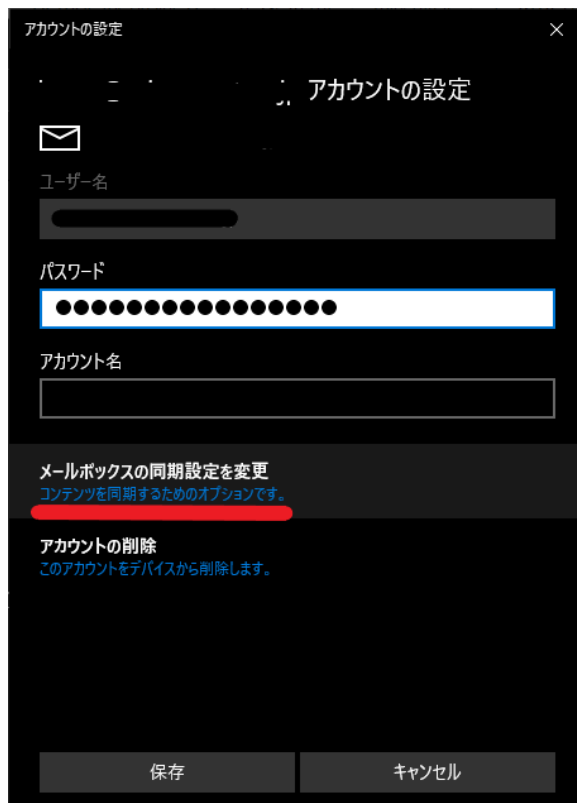 アカウントの設定
アカウントの設定
ユーザー名
パスワード
●●●●●●●●●●●●●●●●
アカウント名
メールボックスの同期設定を変更
コンテンツを同期するためのオプションです。
アカウントの削除
このアカウントをデバイスから削除します。
保存
キャンセル